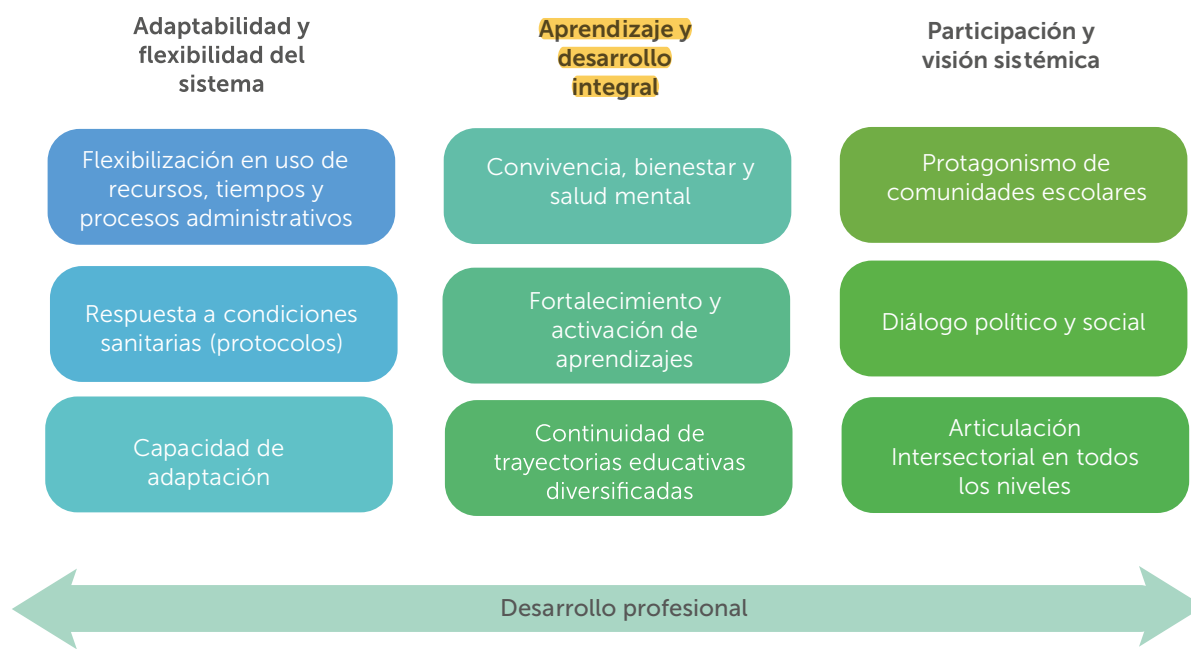 Adaptabilidad y
flexibilidad del
sistema
Flexibilización en uso de
recursos, tiempos y
procesos administrativos
Respuesta a condiciones
sanitarias (protocolos)
Capacidad de
adaptación
Aprendizaje y
desarrollo
integral
Convivencia, bienestar y
salud mental
Fortalecimiento y
activación de
aprendizajes
Continuidad de
trayectorias educativas
diversificadas
Participación y
visión sistémica
Protagonismo de
comunidades escolares
Diálogo político y social
Articulación
Intersectorial en todos
los niveles
Desarrollo profesional